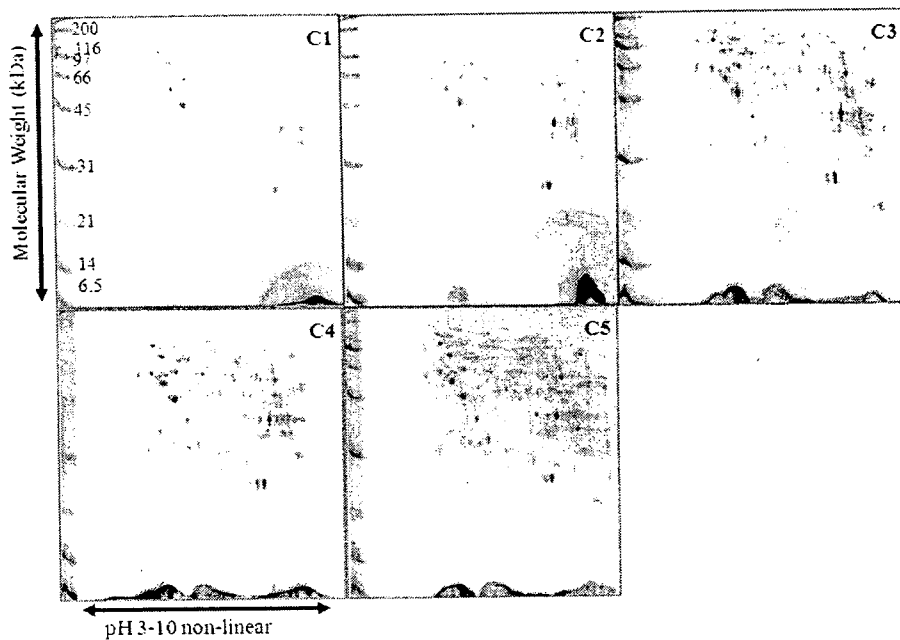 C1
C2
C3
Molecular Weight (kDa)
200
116
97
66
45
31
21
14
6.5
C4
C5
pH 3-10 non-linear